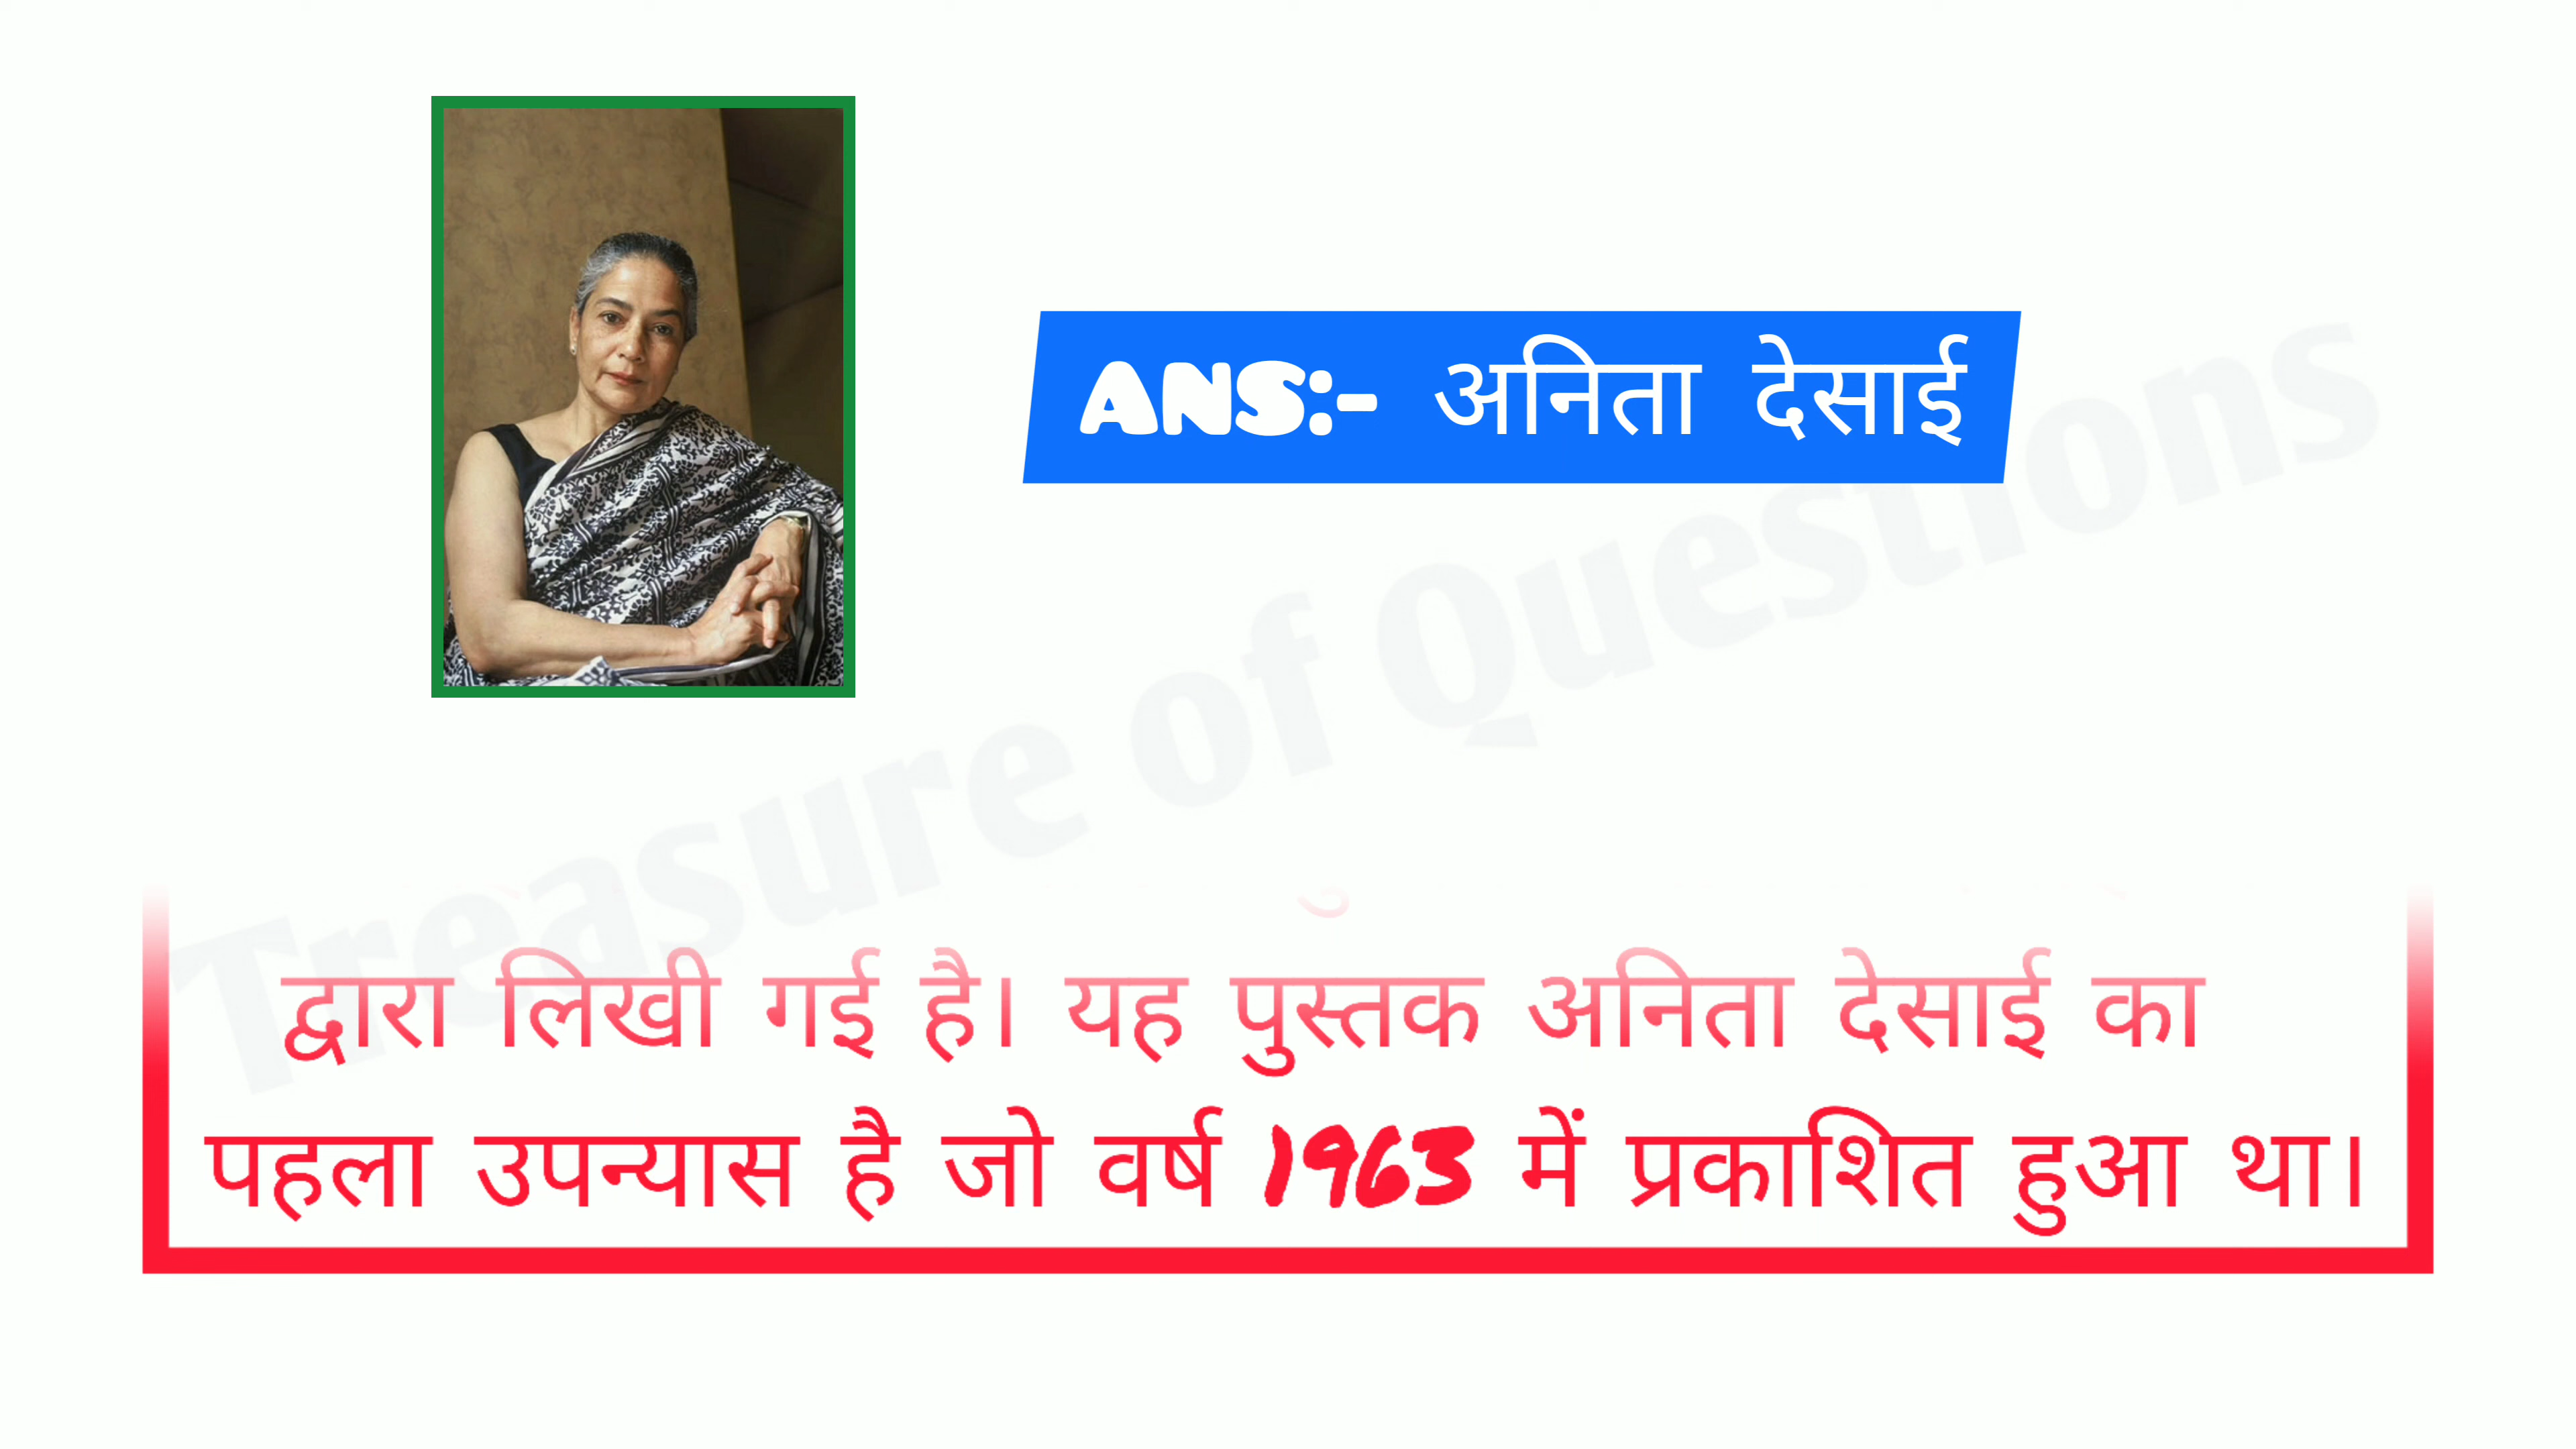 ANS:- अनिता देसाई
Treasure of Questions
द्वारा लिखी गई है। यह पुस्तक अनिता देसाई का
पहला उपन्यास है जो वर्ष 1963 में प्रकाशित हुआ था।